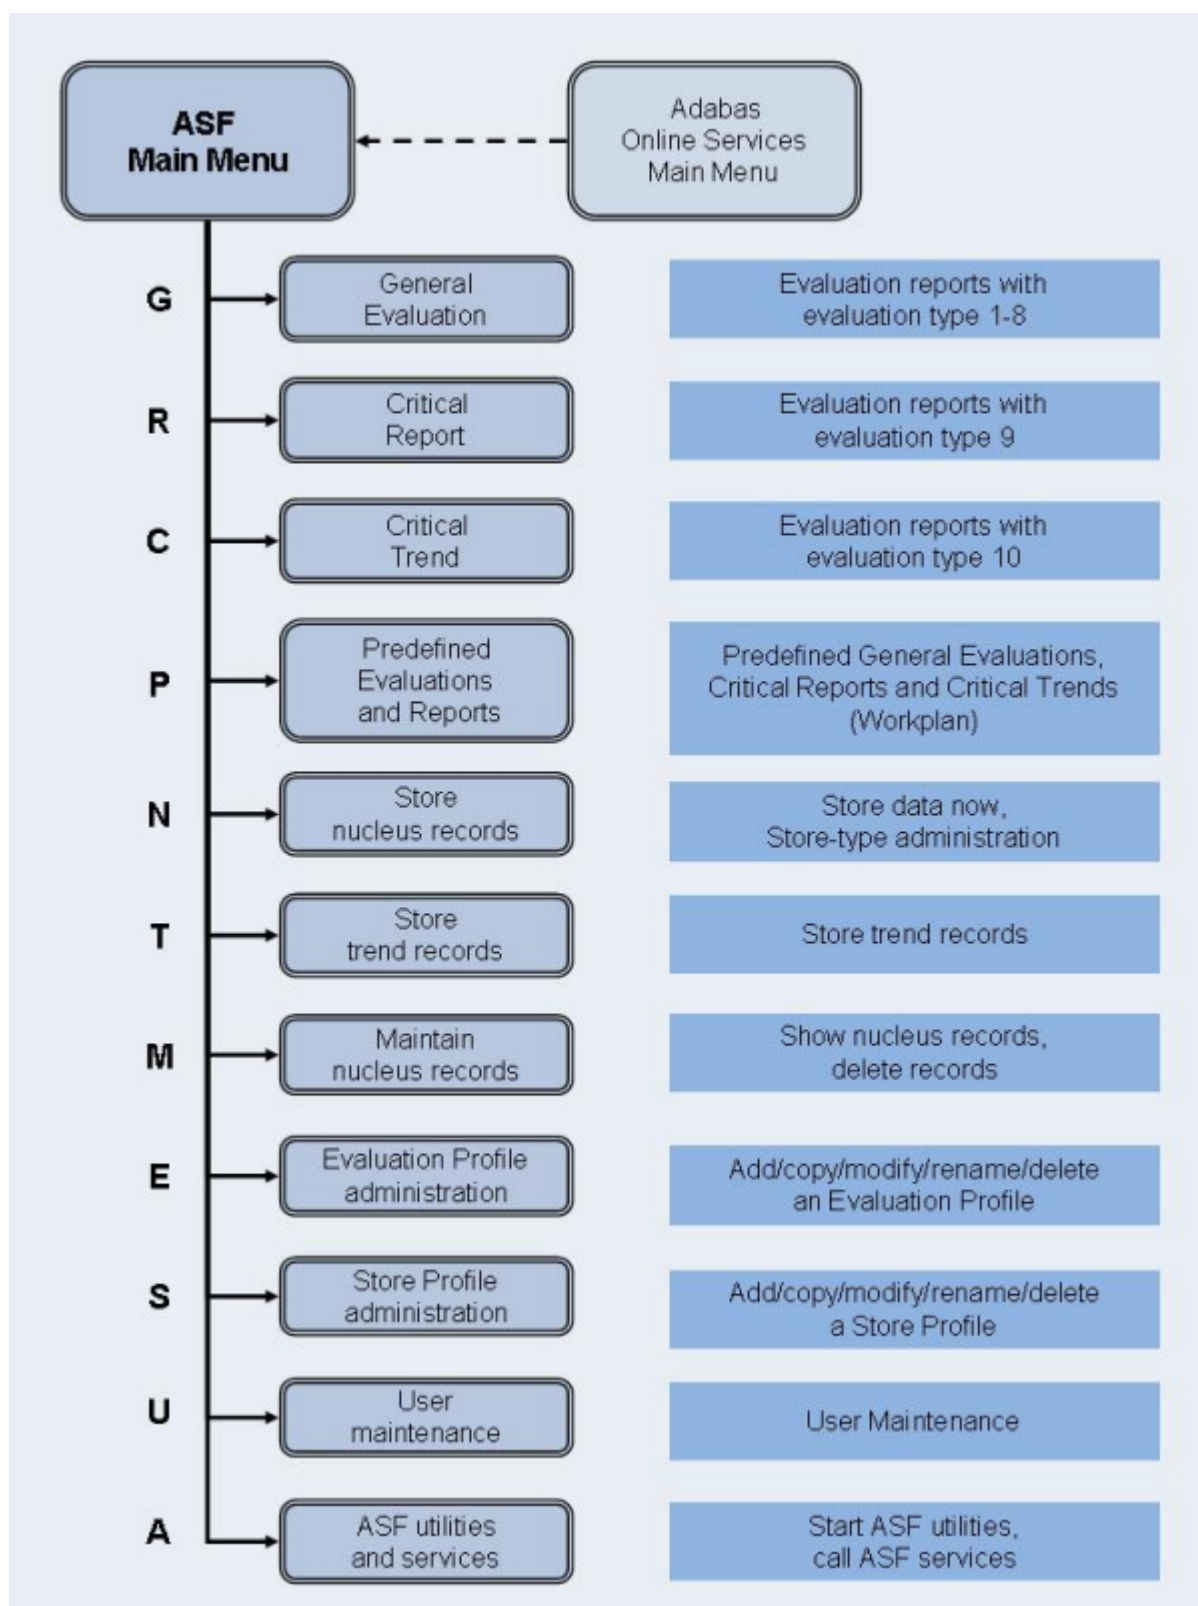 ASF
Main Menu
Adabas
Online Services
Main Menu
G
General
Evaluation
Evaluation reports with
evaluation type 1-8
R
Critical
Report
Evaluation reports with
evaluation type 9
C
Critical
Trend
Evaluation reports with
evaluation type 10
P
Predefined
Evaluations
and Reports
Predefined General Evaluations,
Critical Reports and Critical Trends
(Workplan)
N
Store
nucleus records
Store data now,
Store-type administration
T
Store
trend records
Store trend records
M
Maintain
nucleus records
Show nucleus records,
delete records
E
Evaluation Profile
administration
Add/copy/modify/rename/delete
an Evaluation Profile
S
Store Profile
administration
Add/copy/modify/rename/delete
a Store Profile
U
User
maintenance
User Maintenance
A
ASF utilities
and services
Start ASF utilities,
call ASF services